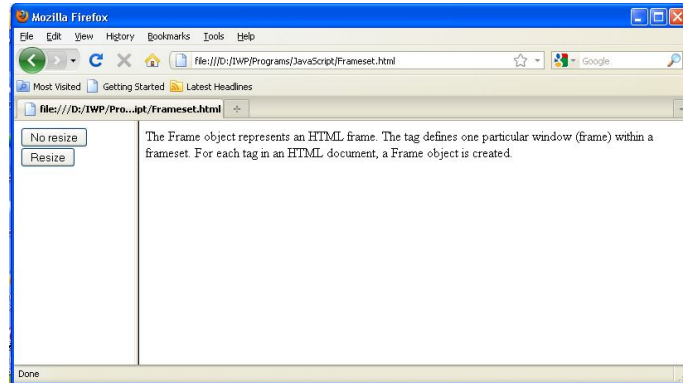 Mozilla Firefox
File Edit View History Bookmarks Tools Help
file:///D:/IWP/Programs/JavaScript/Frameset.html
Google
Most Visited Getting Started Latest Headlines
file:///D:/IWP/Pro...ipt/Frameset.html
No resize
Resize
The Frame object represents an HTML frame. The tag defines one particular window (frame) within a
frameset. For each tag in an HTML document, a Frame object is created.
Done